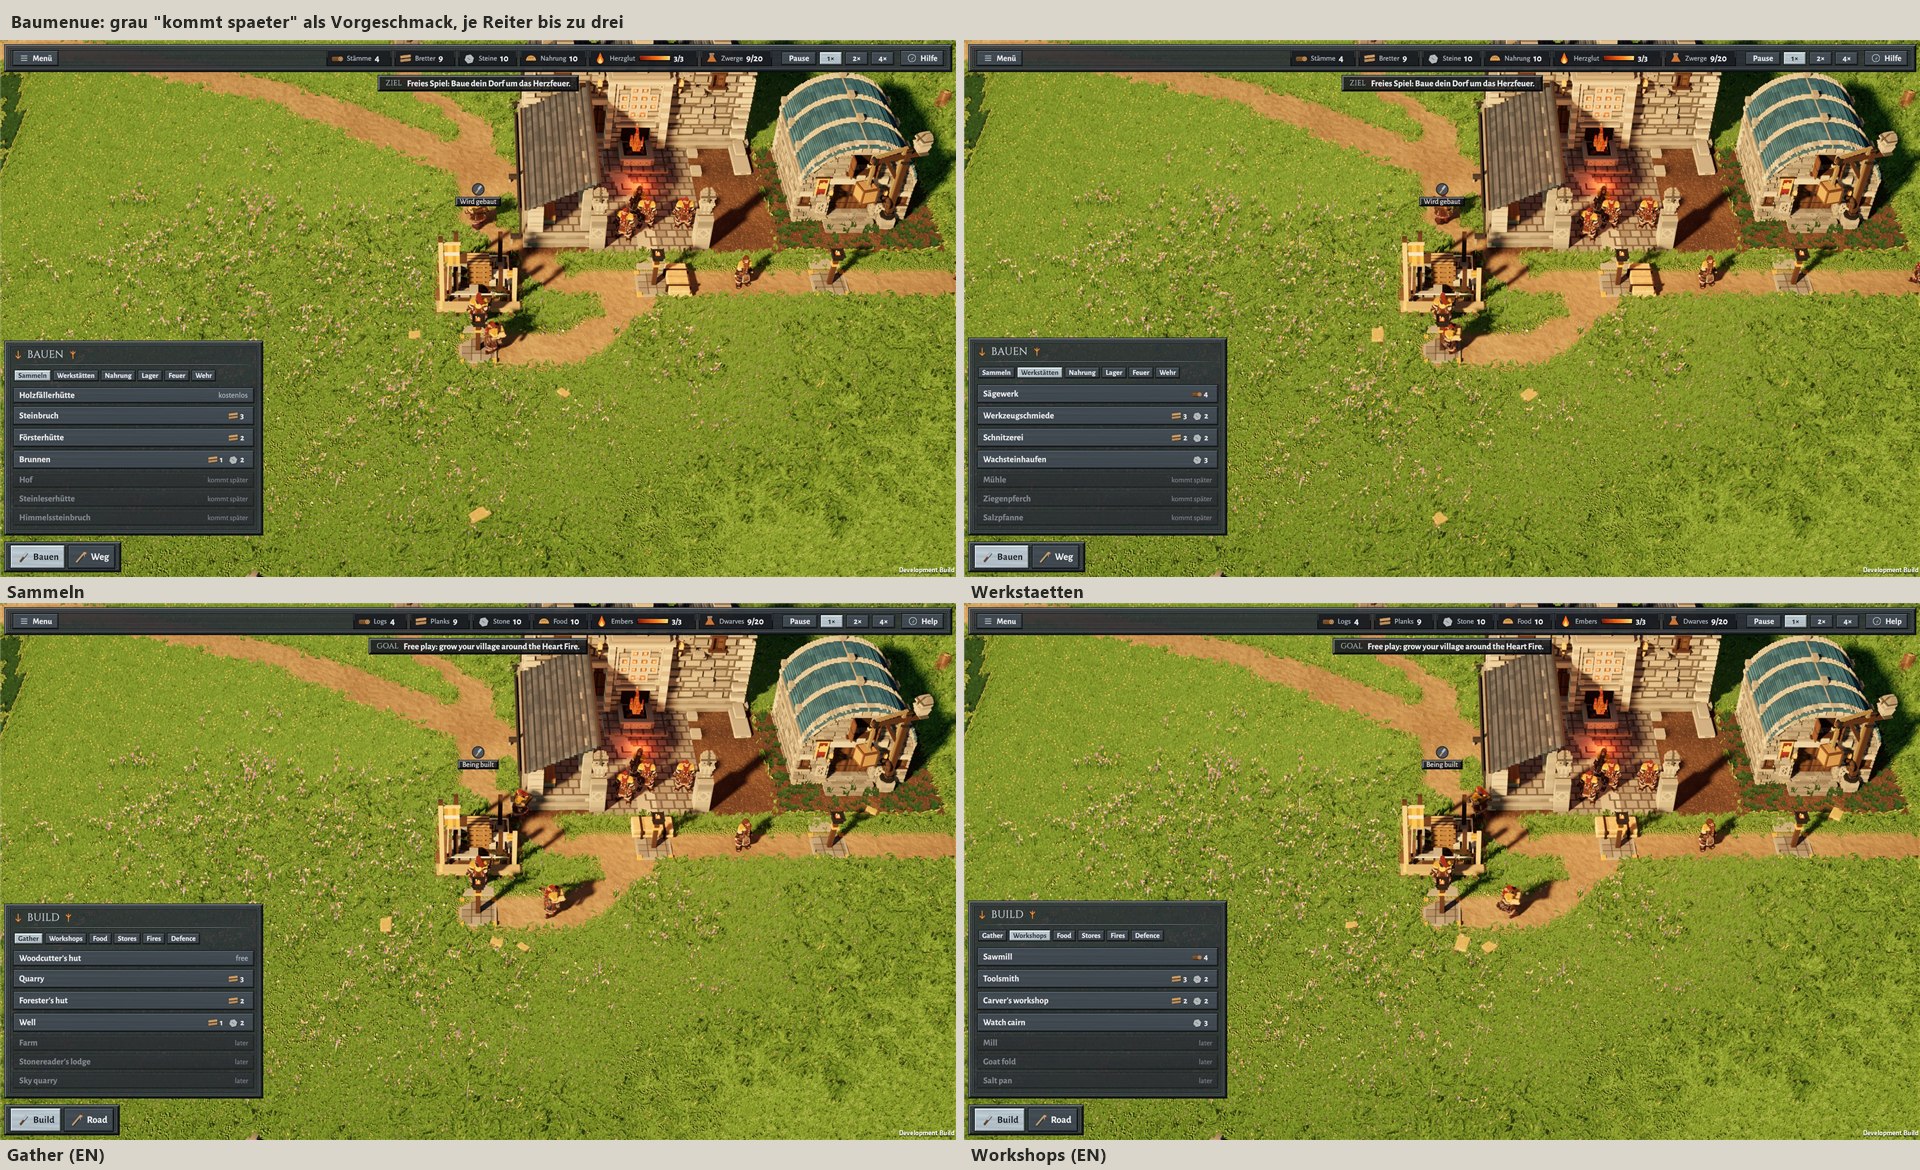 Baumenue: grau "kommt spaeter" als Vorgeschmack, je Reiter bis zu drei
Menü Stämme 4 Bretter 9 Steine 10 Nahrung 10 Herzglut 3/3 Zwerge 9/20 Pause 1× 2× 4× Hilfe
ZIEL Freies Spiel: Baue dein Dorf um das Herzfeuer.
Wird gebaut
BAUEN
Sammeln Werkstätten Nahrung Lager Feuer Wehr
Holzfällerhütte kostenlos
Steinbruch 3
Försterhütte 2
Brunnen 1 2
Hof kommt später
Steinleserhütte kommt später
Himmelssteinbruch kommt später
Bauen Weg
Development Build
Sammeln
Menü Stämme 4 Bretter 9 Steine 10 Nahrung 10 Herzglut 3/3 Zwerge 9/20 Pause 1× 2× 4× Hilfe
ZIEL Freies Spiel: Baue dein Dorf um das Herzfeuer.
Wird gebaut
BAUEN
Sammeln Werkstätten Nahrung Lager Feuer Wehr
Sägewerk 4
Werkzeugschmiede 3 2
Schnitzerei 2 2
Wachsteinhaufen 3
Mühle kommt später
Ziegenpferch kommt später
Salzpfanne kommt später
Bauen Weg
Development Build
Werkstaetten
Menu Logs 4 Planks 9 Stone 10 Food 10 Embers 3/3 Dwarves 9/20 Pause 1× 2× 4× Help
GOAL Free play: grow your village around the Heart Fire.
Being built
BUILD
Gather Workshops Food Stores Fires Defence
Woodcutter's hut free
Quarry 3
Forester's hut 2
Well 1 2
Farm later
Stonereader's lodge later
Sky quarry later
Build Road
Development Build
Gather (EN)
Menu Logs 4 Planks 9 Stone 10 Food 10 Embers 3/3 Dwarves 9/20 Pause 1× 2× 4× Help
GOAL Free play: grow your village around the Heart Fire.
Being built
BUILD
Gather Workshops Food Stores Fires Defence
Sawmill 4
Toolsmith 3 2
Carver's workshop 2 2
Watch cairn 3
Mill later
Goat fold later
Salt pan later
Build Road
Development Build
Workshops (EN)